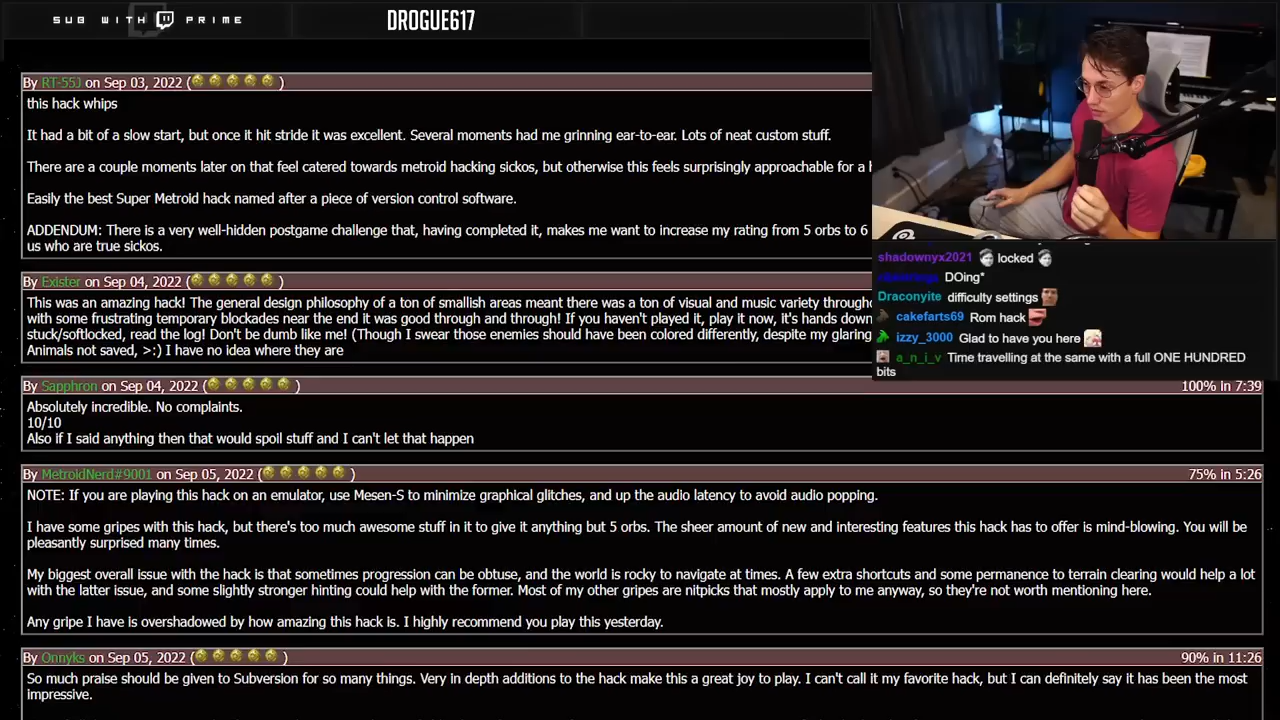 SUB WITH PRIME
DROGUE617
By RT-55J on Sep 03, 2022 ( )
this hack whips
It had a bit of a slow start, but once it hit stride it was excellent. Several moments had me grinning ear-to-ear. Lots of neat custom stuff.
There are a couple moments later on that feel catered towards metroid hacking sickos, but otherwise this feels surprisingly approachable for a
Easily the best Super Metroid hack named after a piece of version control software.
ADDENDUM: There is a very well-hidden postgame challenge that, having completed it, makes me want to increase my rating from 5 orbs to 6
us who are true sickos.
shadownyx2021 locked
DOing*
Draconyite difficulty settings
cakefarts69 Rom hack
izzy_3000 Glad to have you here
a_n_i_v Time travelling at the same with a full ONE HUNDRED
bits
By Exister on Sep 04, 2022 ( )
This was an amazing hack! The general design philosophy of a ton of smallish areas meant there was a ton of visual and music variety througho
with some frustrating temporary blockades near the end it was good through and through! If you haven't played it, play it now, it's hands down
stuck/softlocked, read the log! Don't be dumb like me! (Though I swear those enemies should have been colored differently, despite my glaring
Animals not saved, >:) I have no idea where they are
By Sapphron on Sep 04, 2022 ( ) 100% in 7:39
Absolutely incredible. No complaints.
10/10
Also if I said anything then that would spoil stuff and I can't let that happen
By MetroidNerd#9001 on Sep 05, 2022 ( ) 75% in 5:26
NOTE: If you are playing this hack on an emulator, use Mesen-S to minimize graphical glitches, and up the audio latency to avoid audio popping.
I have some gripes with this hack, but there's too much awesome stuff in it to give it anything but 5 orbs. The sheer amount of new and interesting features this hack has to offer is mind-blowing. You will be
pleasantly surprised many times.
My biggest overall issue with the hack is that sometimes progression can be obtuse, and the world is rocky to navigate at times. A few extra shortcuts and some permanence to terrain clearing would help a lot
with the latter issue, and some slightly stronger hinting could help with the former. Most of my other gripes are nitpicks that mostly apply to me anyway, so they're not worth mentioning here.
Any gripe I have is overshadowed by how amazing this hack is. I highly recommend you play this yesterday.
By Onnyks on Sep 05, 2022 ( ) 90% in 11:26
So much praise should be given to Subversion for so many things. Very in depth additions to the hack make this a great joy to play. I can't call it my favorite hack, but I can definitely say it has been the most
impressive.